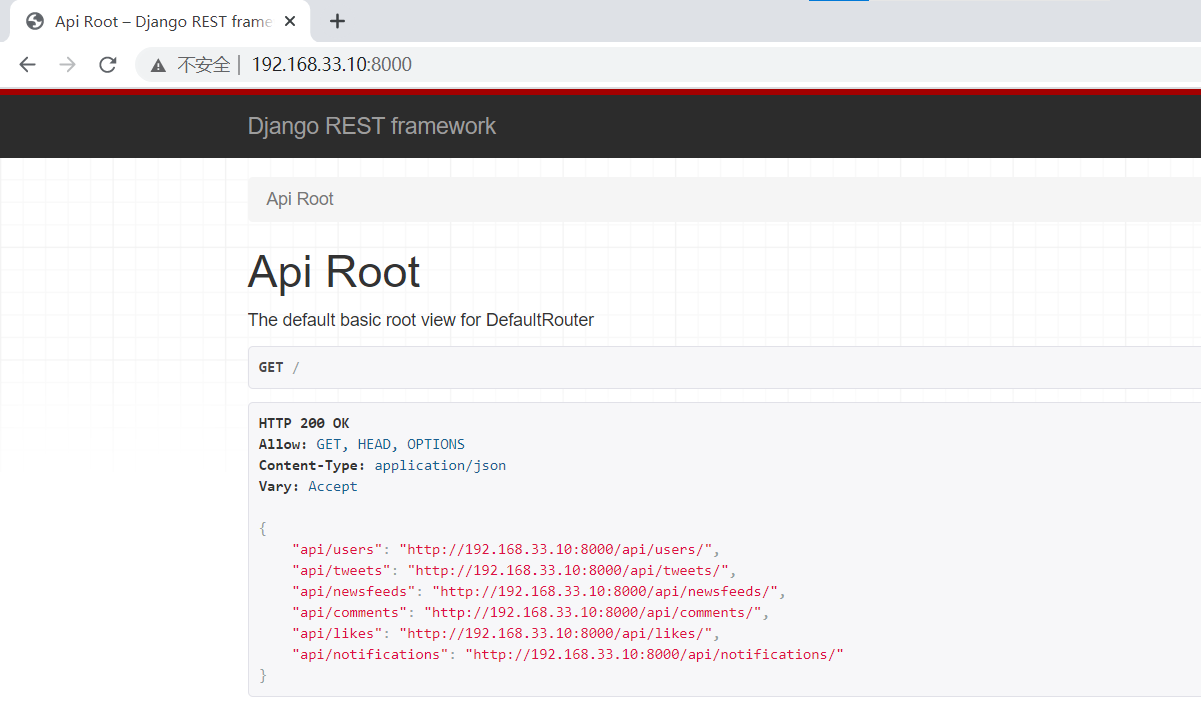 Api Root – Django REST frame
不安全 | 192.168.33.10:8000
Django REST framework
Api Root
Api Root
The default basic root view for DefaultRouter
GET /
HTTP 200 OK
Allow: GET, HEAD, OPTIONS
Content-Type: application/json
Vary: Accept
{
    "api/users": "http://192.168.33.10:8000/api/users/",
    "api/tweets": "http://192.168.33.10:8000/api/tweets/",
    "api/newsfeeds": "http://192.168.33.10:8000/api/newsfeeds/",
    "api/comments": "http://192.168.33.10:8000/api/comments/",
    "api/likes": "http://192.168.33.10:8000/api/likes/",
    "api/notifications": "http://192.168.33.10:8000/api/notifications/"
}